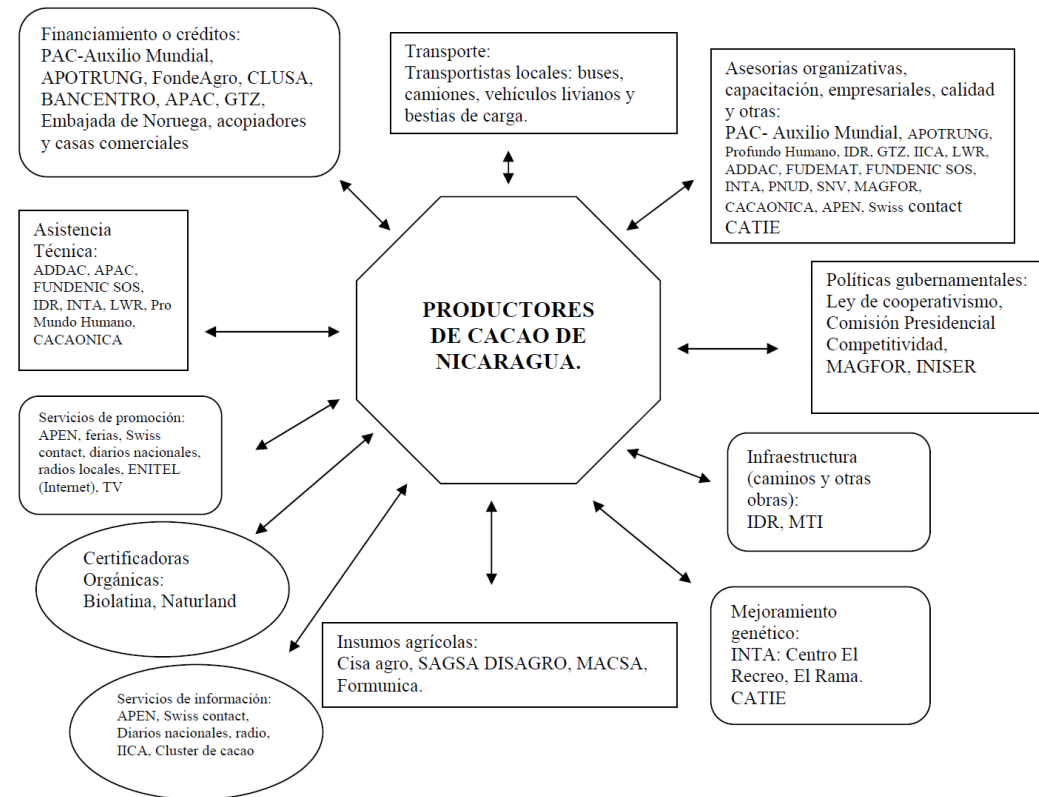 Financiamiento o créditos:
PAC-Auxilio Mundial,
APOTRUNG, FondeAgro, CLUSA,
BANCENTRO, APAC, GTZ,
Embajada de Noruega, acopiadores
y casas comerciales
Transporte:
Transportistas locales: buses,
camiones, vehículos livianos y
bestias de carga.
Asesorias organizativas,
capacitación, empresariales, calidad
y otras:
PAC- Auxilio Mundial, APOTRUNG,
Profundo Humano, IDR, GTZ, IICA, LWR,
ADDAC, FUDEMAT, FUNDENIC SOS,
INTA, PNUD, SNV, MAGFOR,
CACAONICA, APEN, Swiss contact
CATIE
Asistencia
Técnica:
ADDAC, APAC,
FUNDENIC SOS,
IDR, INTA, LWR, Pro
Mundo Humano,
CACAONICA
PRODUCTORES
DE CACAO DE
NICARAGUA.
Políticas gubernamentales:
Ley de cooperativismo,
Comisión Presidencial
Competitividad,
MAGFOR, INISER
Servicios de promoción:
APEN, ferias, Swiss
contact, diarios nacionales,
radios locales, ENITEL
(Internet), TV
Infraestructura
(caminos y otras
obras):
IDR, MTI
Certificadoras
Orgánicas:
Biolatina, Naturland
Mejoramiento
genético:
INTA: Centro El
Recreo, El Rama.
CATIE
Insumos agrícolas:
Cisa agro, SAGSA DISAGRO, MACSA,
Formunica.
Servicios de información:
APEN, Swiss contact,
Diarios nacionales, radio,
IICA, Cluster de cacao